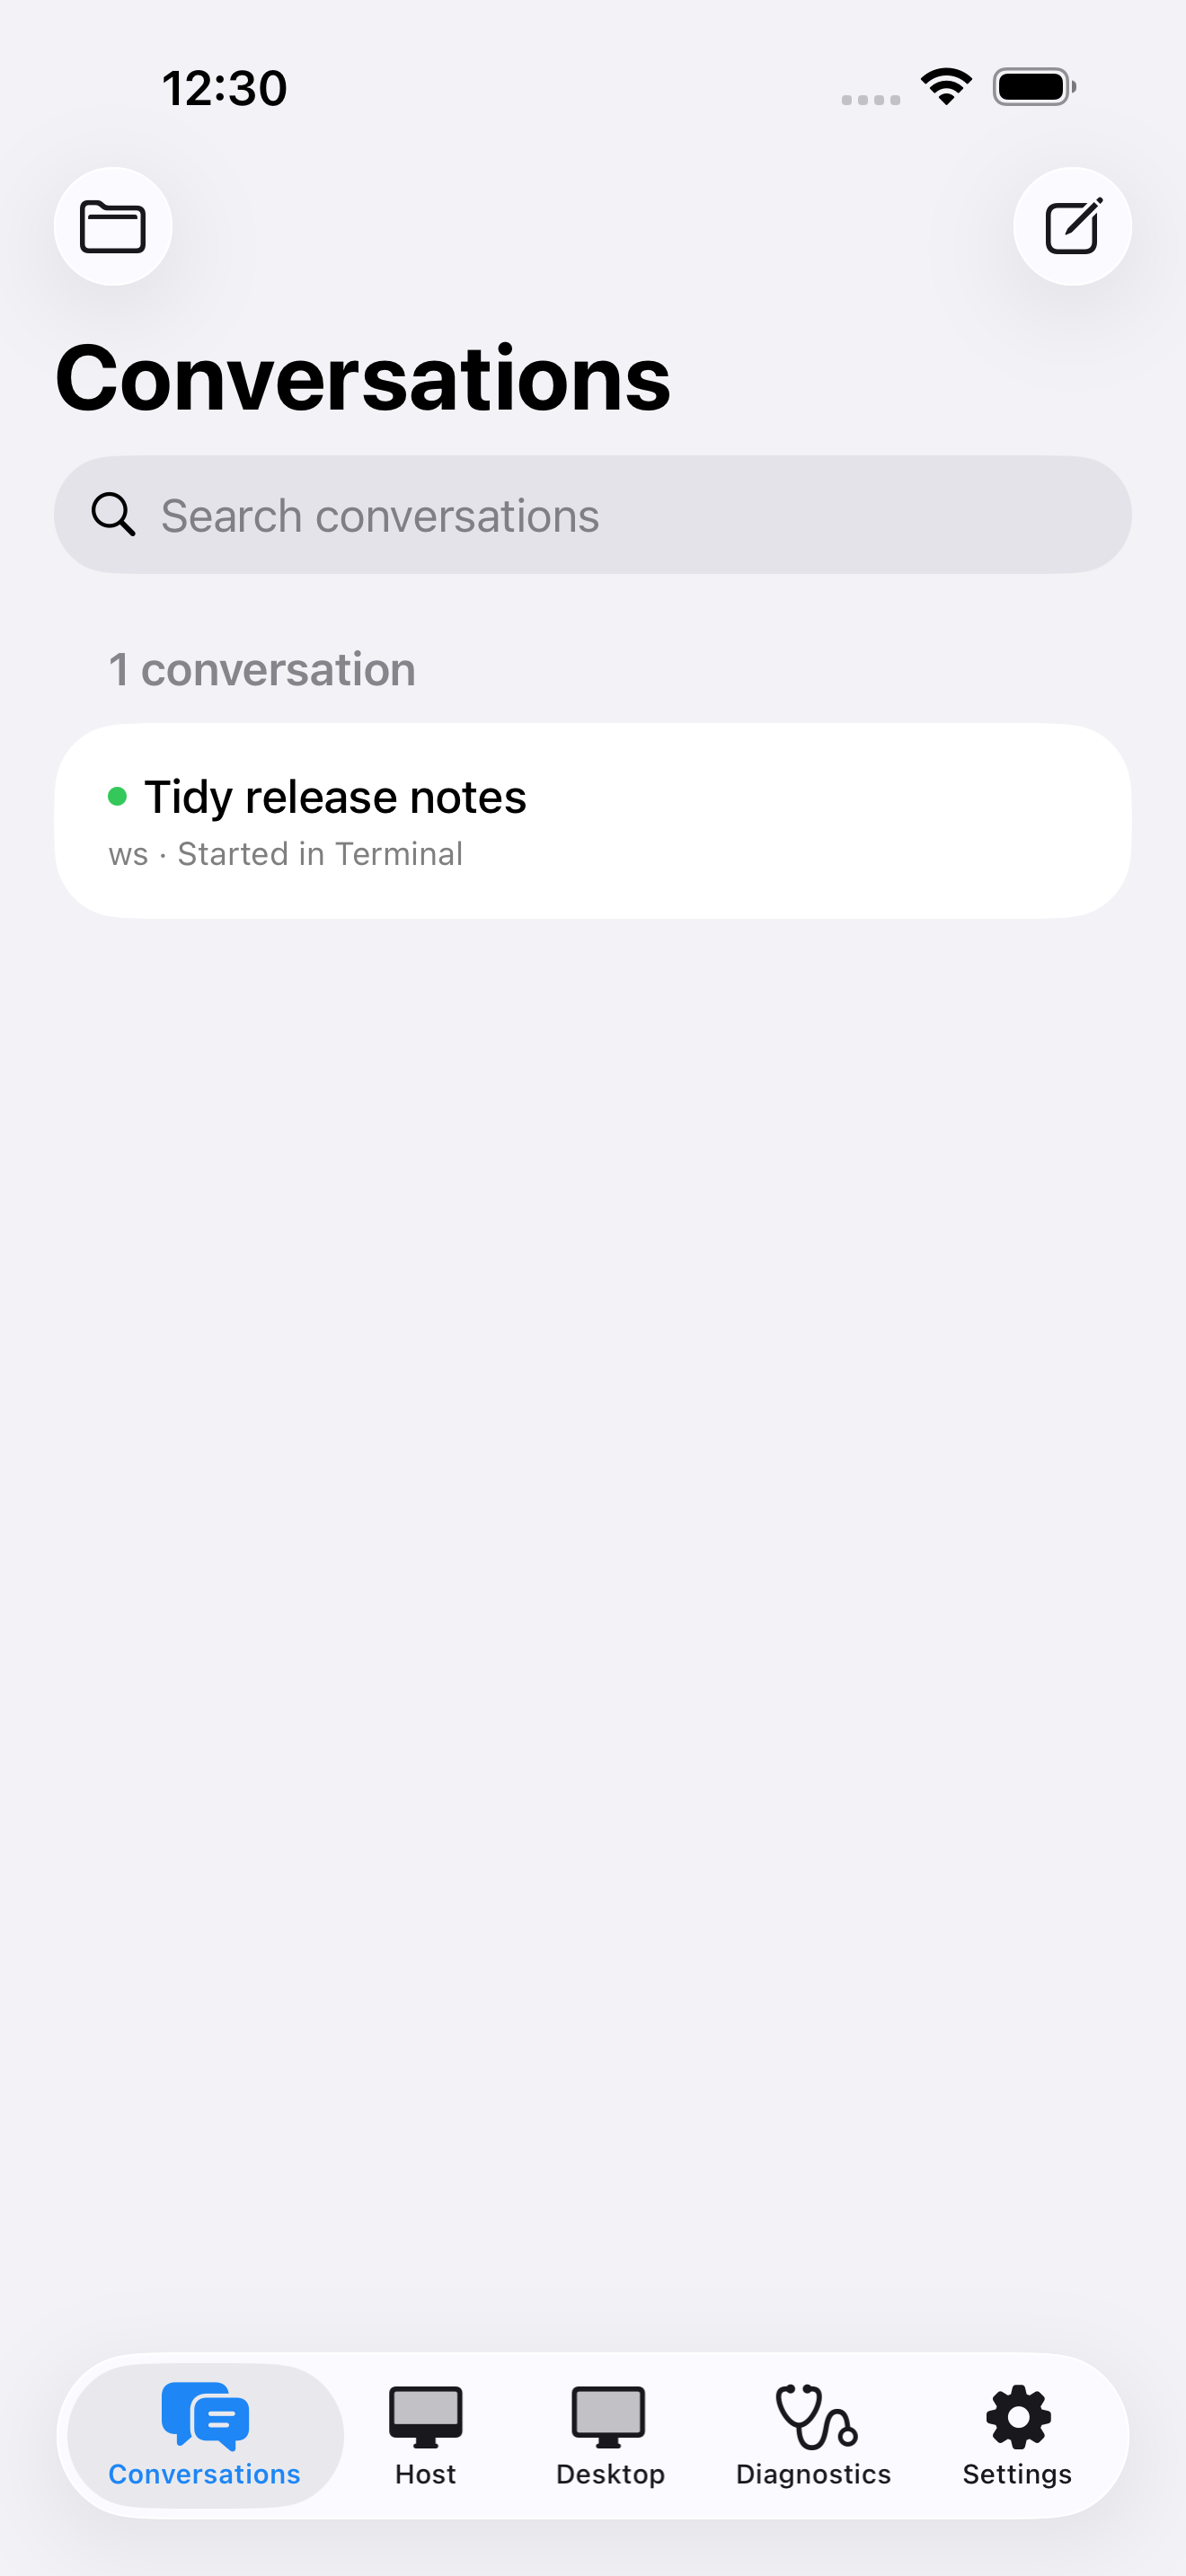 12:30
Conversations
Search conversations
1 conversation
Tidy release notes
ws · Started in Terminal
Conversations
Host
Desktop
Diagnostics
Settings